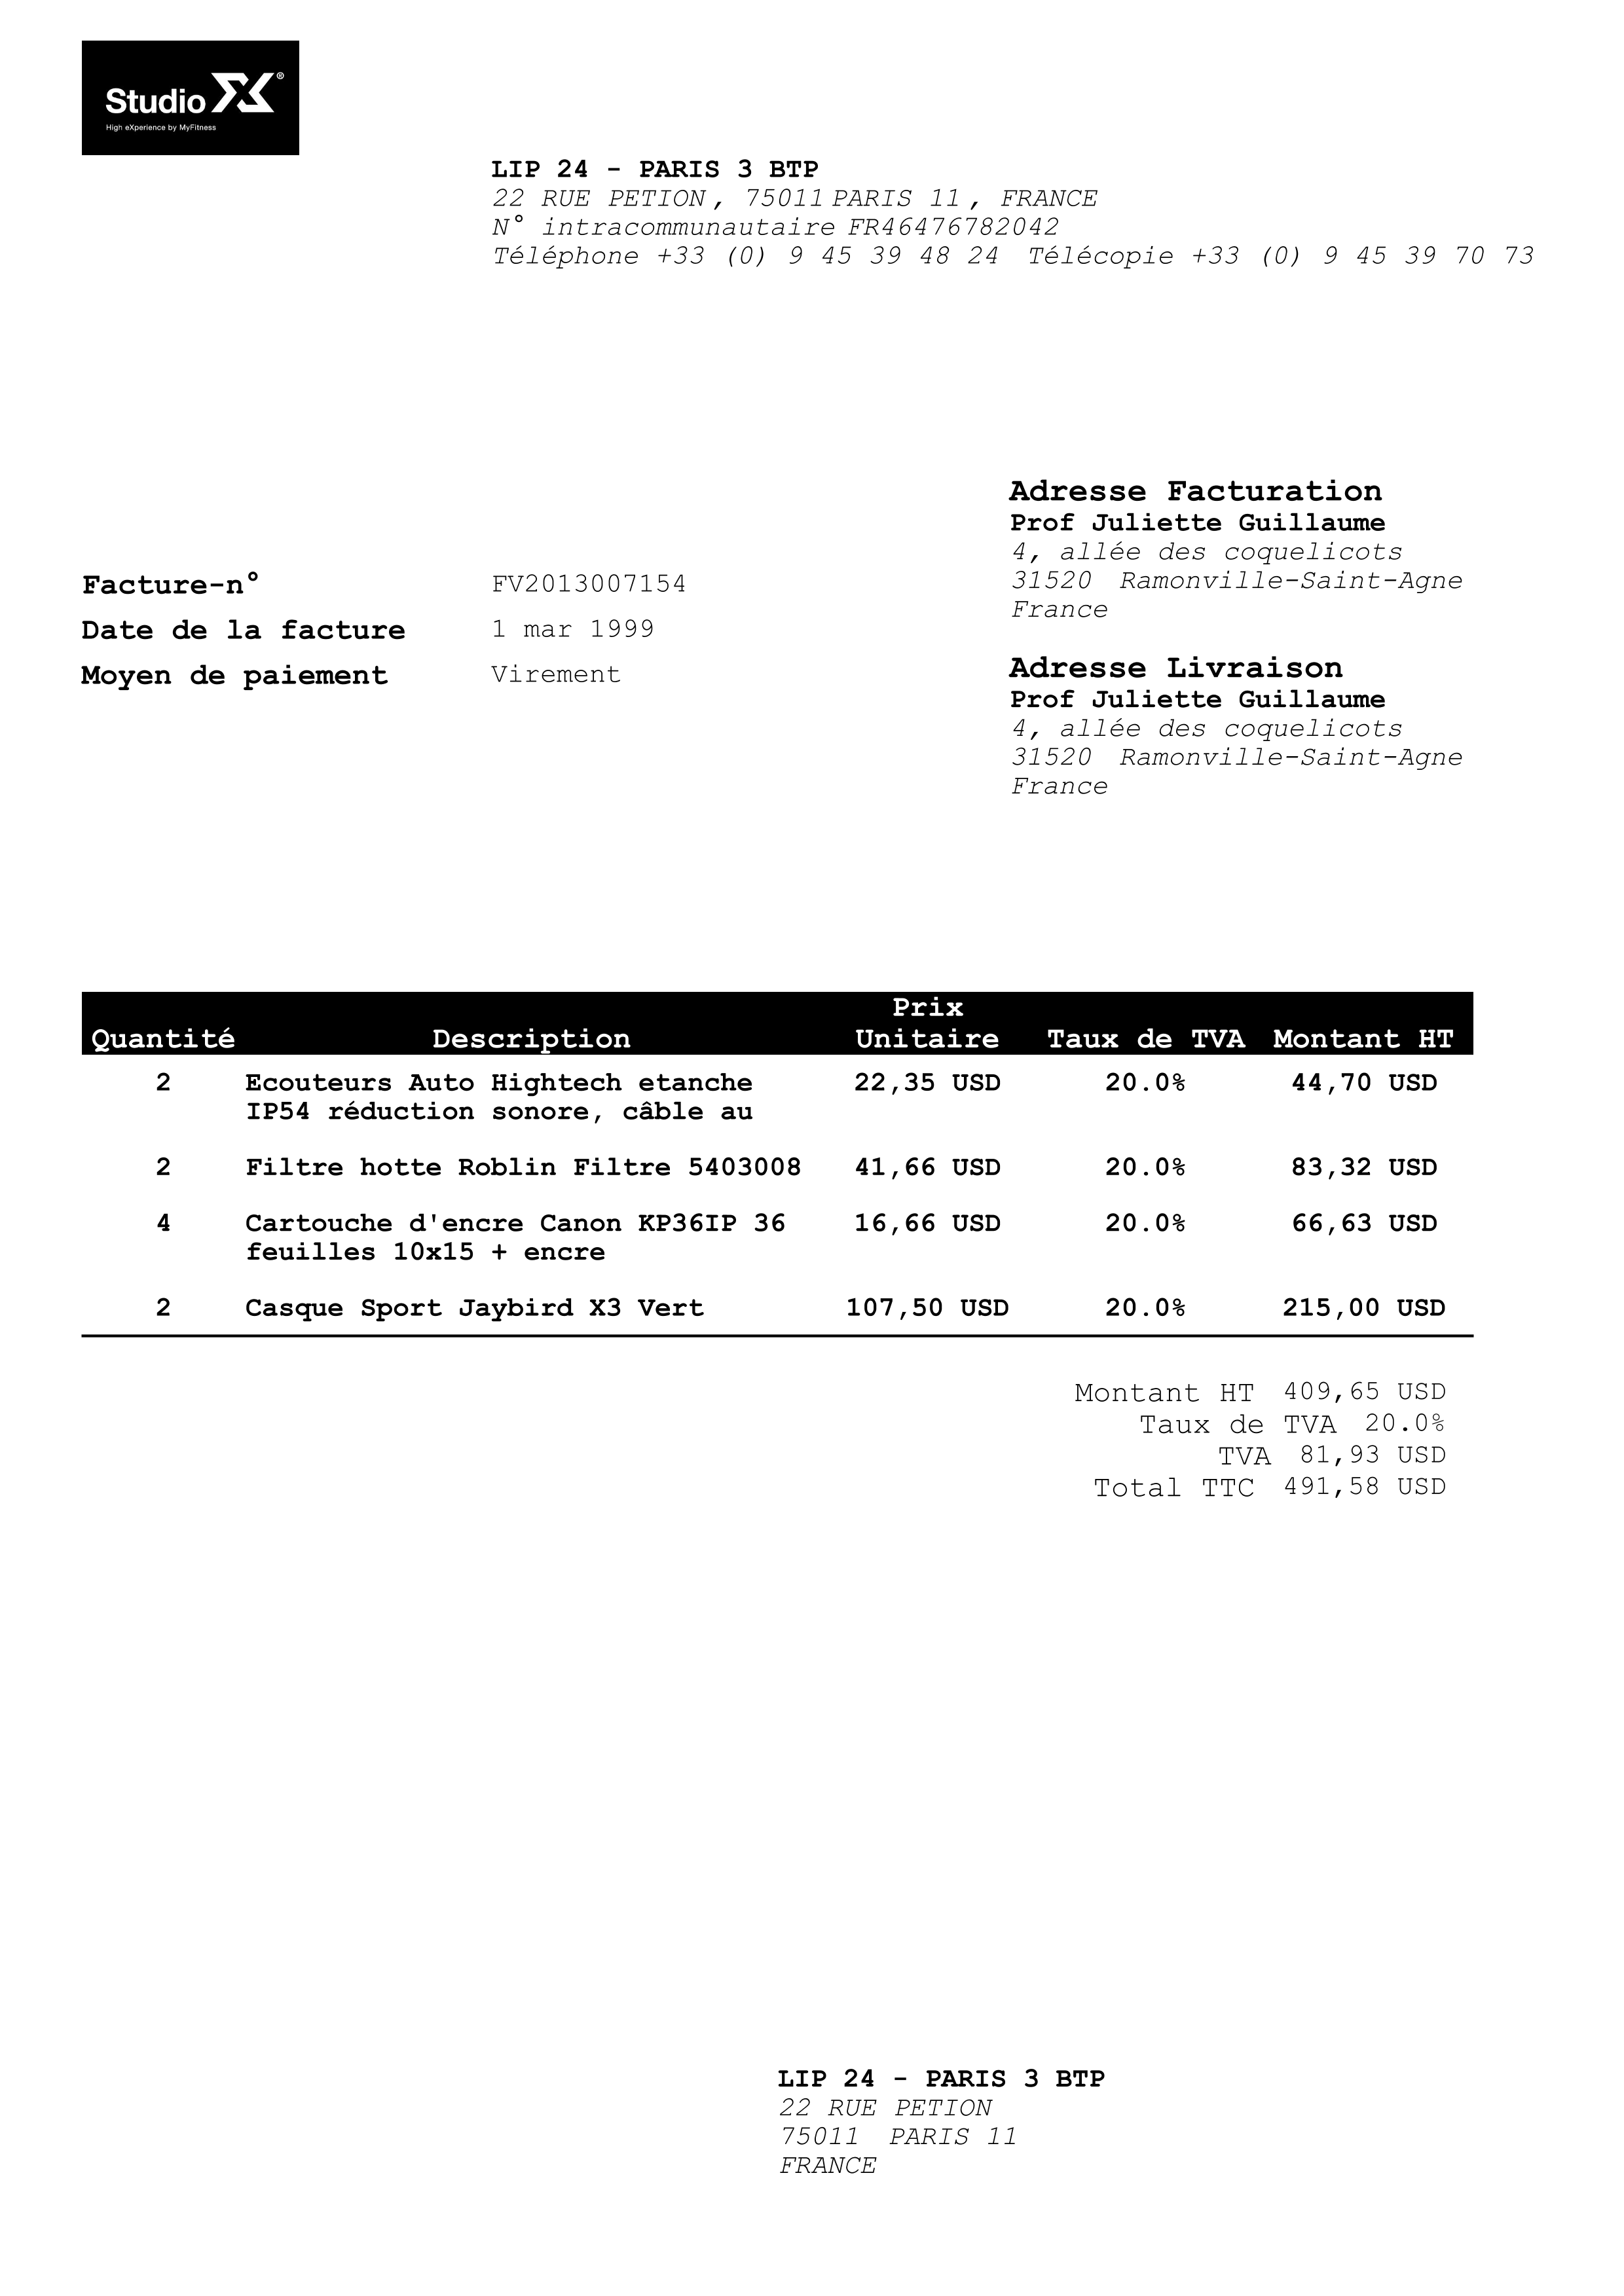 Studio X®
High eXperience by MyFitness
LIP 24 - PARIS 3 BTP
22 RUE PETION, 75011 PARIS 11, FRANCE
N° intracommunautaire FR46476782042
Téléphone +33 (0) 9 45 39 48 24 Télécopie +33 (0) 9 45 39 70 73
Adresse Facturation
Prof Juliette Guillaume
4, allée des coquelicots
31520 Ramonville-Saint-Agne
France
Facture-n° FV2013007154
Date de la facture 1 mar 1999
Moyen de paiement Virement
Adresse Livraison
Prof Juliette Guillaume
4, allée des coquelicots
31520 Ramonville-Saint-Agne
France
Quantité Description Prix Unitaire Taux de TVA Montant HT
2 Ecouteurs Auto Hightech etanche 22,35 USD 20.0% 44,70 USD
IP54 réduction sonore, câble au
2 Filtre hotte Roblin Filtre 5403008 41,66 USD 20.0% 83,32 USD
4 Cartouche d'encre Canon KP36IP 36 16,66 USD 20.0% 66,63 USD
feuilles 10x15 + encre
2 Casque Sport Jaybird X3 Vert 107,50 USD 20.0% 215,00 USD
Montant HT 409,65 USD
Taux de TVA 20.0%
TVA 81,93 USD
Total TTC 491,58 USD
LIP 24 - PARIS 3 BTP
22 RUE PETION
75011 PARIS 11
FRANCE